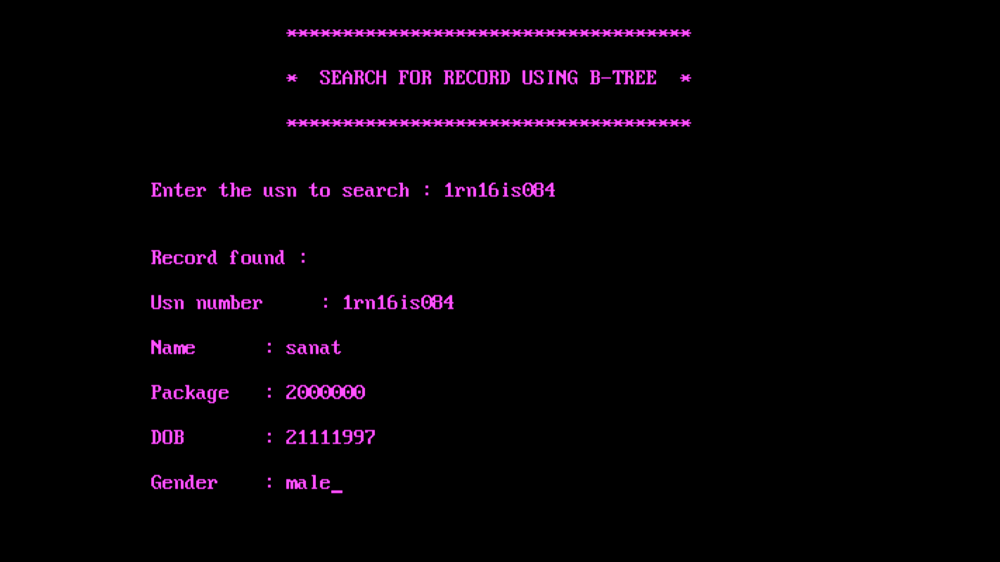 ************************************
*  SEARCH FOR RECORD USING B-TREE  *
************************************
Enter the usn to search : 1rn16is084
Record found :
Usn number     : 1rn16is084
Name      : sanat
Package   : 2000000
DOB       : 21111997
Gender    : male_